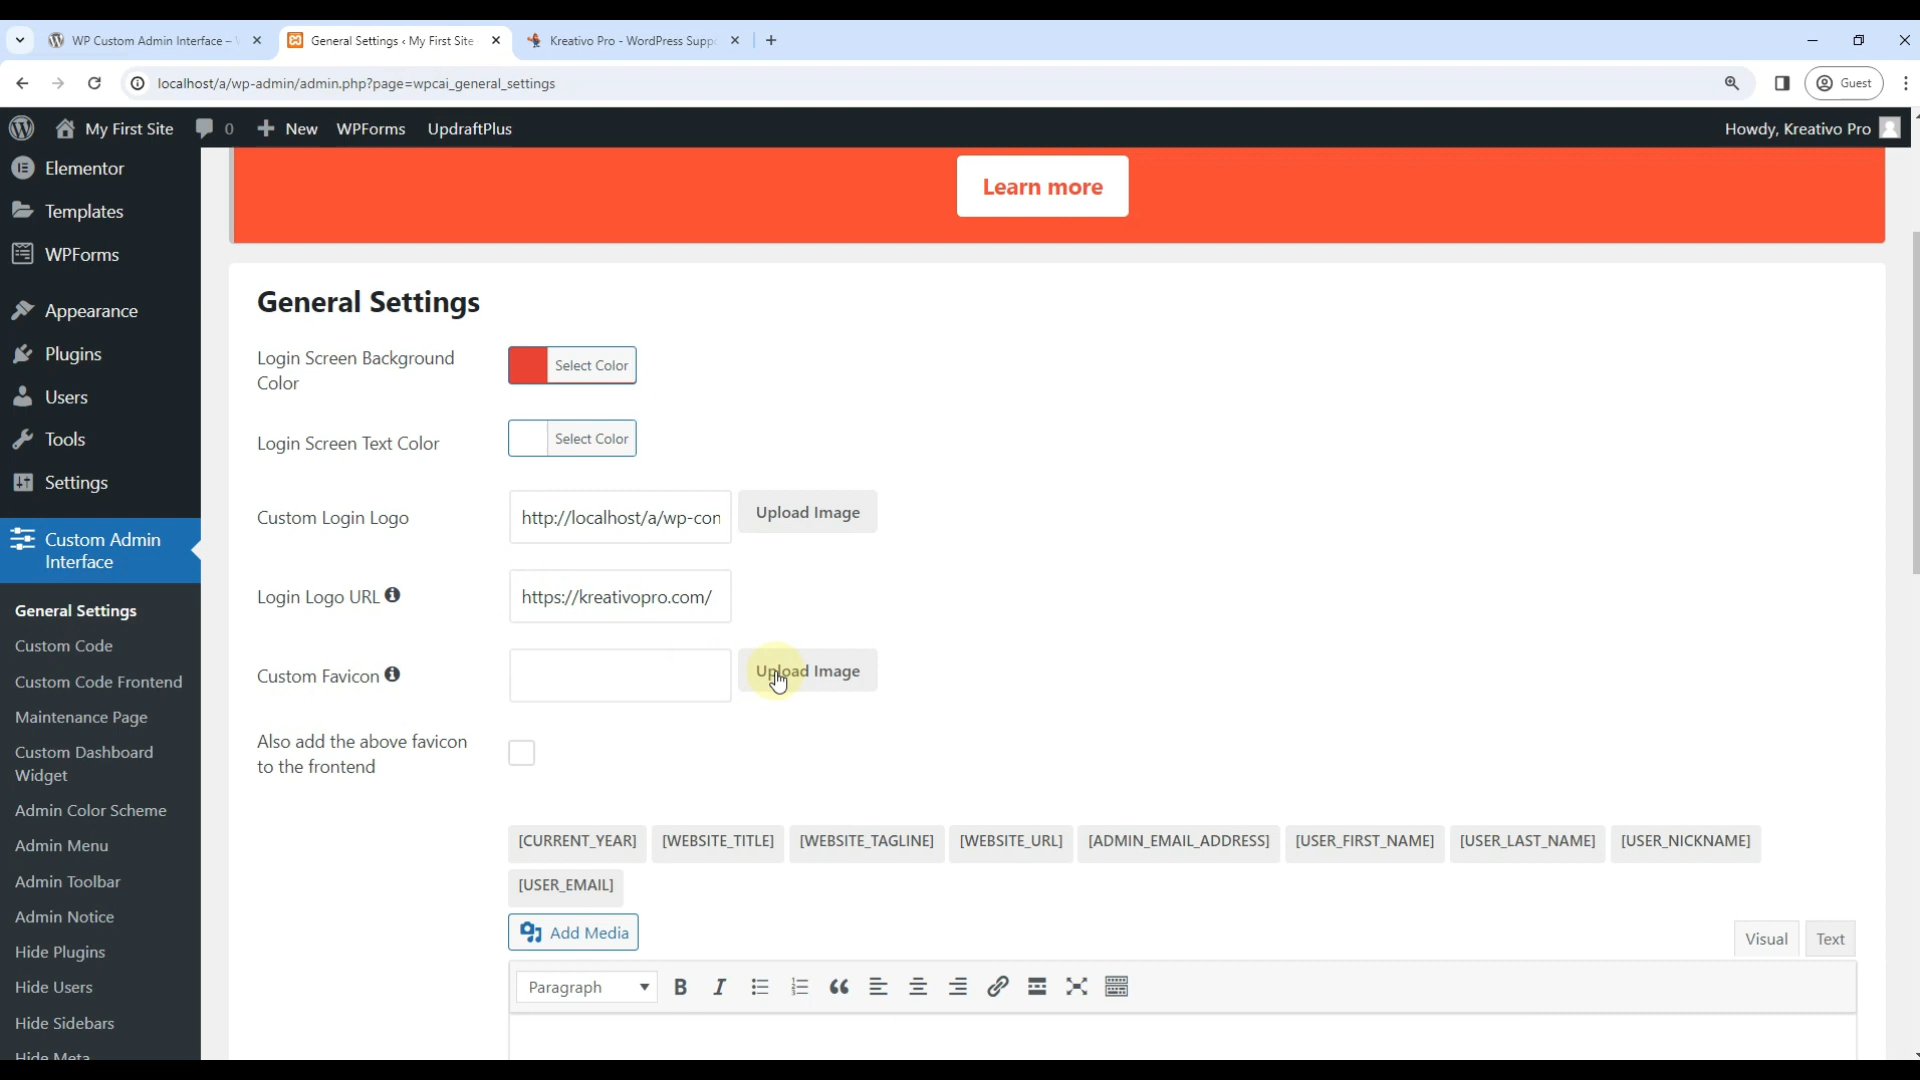 WP Custom Admin Interface –
General Settings ‹ My First Site
Kreativo Pro - WordPress Supp
localhost/a/wp-admin/admin.php?page=wpcai_general_settings
Guest
My First Site
0
New
WPForms
UpdraftPlus
Howdy, Kreativo Pro
Elementor
Templates
WPForms
Appearance
Plugins
Users
Tools
Settings
Custom Admin
Interface
General Settings
Custom Code
Custom Code Frontend
Maintenance Page
Custom Dashboard
Widget
Admin Color Scheme
Admin Menu
Admin Toolbar
Admin Notice
Hide Plugins
Hide Users
Hide Sidebars
Hide Meta
Learn more
General Settings
Login Screen Background
Color
Select Color
Login Screen Text Color
Select Color
Custom Login Logo
http://localhost/a/wp-con
Upload Image
Login Logo URL
https://kreativopro.com/
Custom Favicon
Upload Image
Also add the above favicon
to the frontend
[CURRENT_YEAR] [WEBSITE_TITLE] [WEBSITE_TAGLINE] [WEBSITE_URL] [ADMIN_EMAIL_ADDRESS] [USER_FIRST_NAME] [USER_LAST_NAME] [USER_NICKNAME]
[USER_EMAIL]
Add Media
Visual
Text
Paragraph